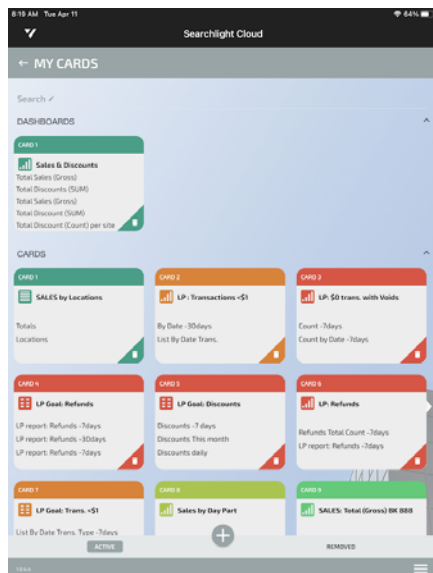 8:19 AM Tue Apr 11
64%
Searchlight Cloud
← MY CARDS
Search
DASHBOARDS
CARD 1
Sales & Discounts
Total Sales (Gross)
Total Discounts (SUM)
Total Sales (Gross)
Total Discount (SUM)
Total Discount (Count) per site
CARDS
CARD 1
SALES by Locations
Totals
Locations
CARD 2
LP : Transactions <$1
By Date -30days
List By Date Trans.
CARD 3
LP: $0 trans. with Voids
Count -7days
Count by Date -7days
CARD 4
LP Goal: Refunds
LP report: Refunds -7days
LP report: Refunds -30days
LP report: Refunds -7days
CARD 5
LP Goal: Discounts
Discounts -7 days
Discounts This month
Discounts daily
CARD 6
LP: Refunds
Refunds Total Count -7days
LP report: Refunds -7days
CARD 7
LP Goal: Trans. <$1
List By Date Trans. Type -7days
CARD 8
Sales by Day Part
CARD 9
SALES: Total (Gross) BK 888
ACTIVE
REMOVED